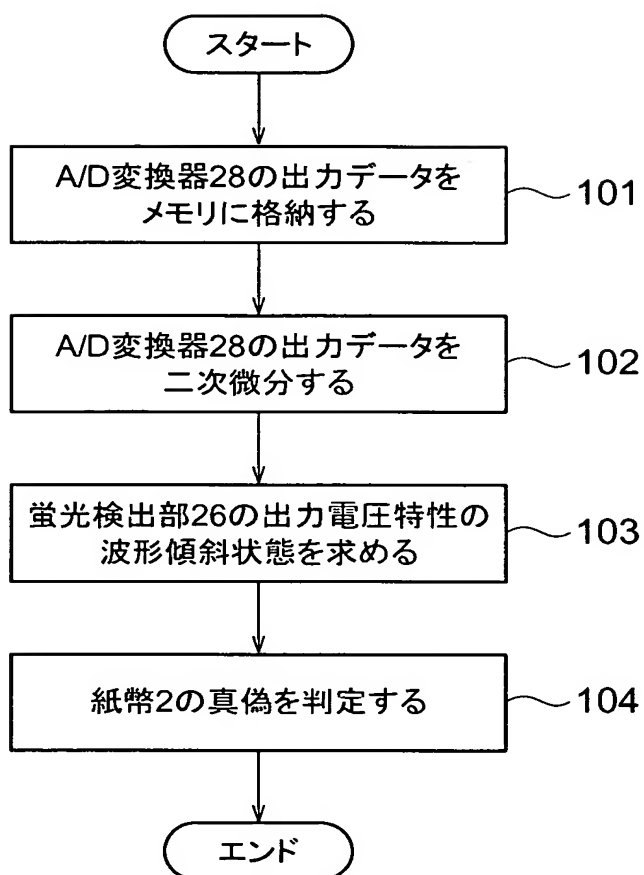 スタート
A/D変換器28の出力データを
メモリに格納する
101
A/D変換器28の出力データを
二次微分する
102
蛍光検出部26の出力電圧特性の
波形傾斜状態を求める
103
紙幣2の真偽を判定する
104
エンド